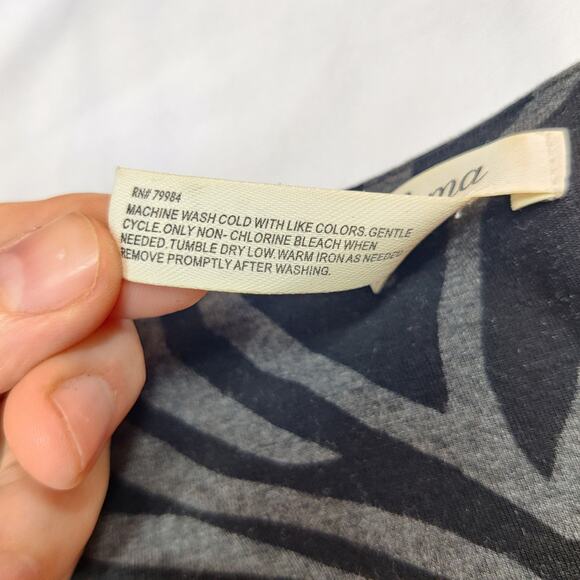 RN# 79984
MACHINE WASH COLD WITH LIKE COLORS. GENTLE
CYCLE. ONLY NON- CHLORINE BLEACH WHEN
NEEDED. TUMBLE DRY LOW. WARM IRON AS NEEDED
REMOVE PROMPTLY AFTER WASHING.